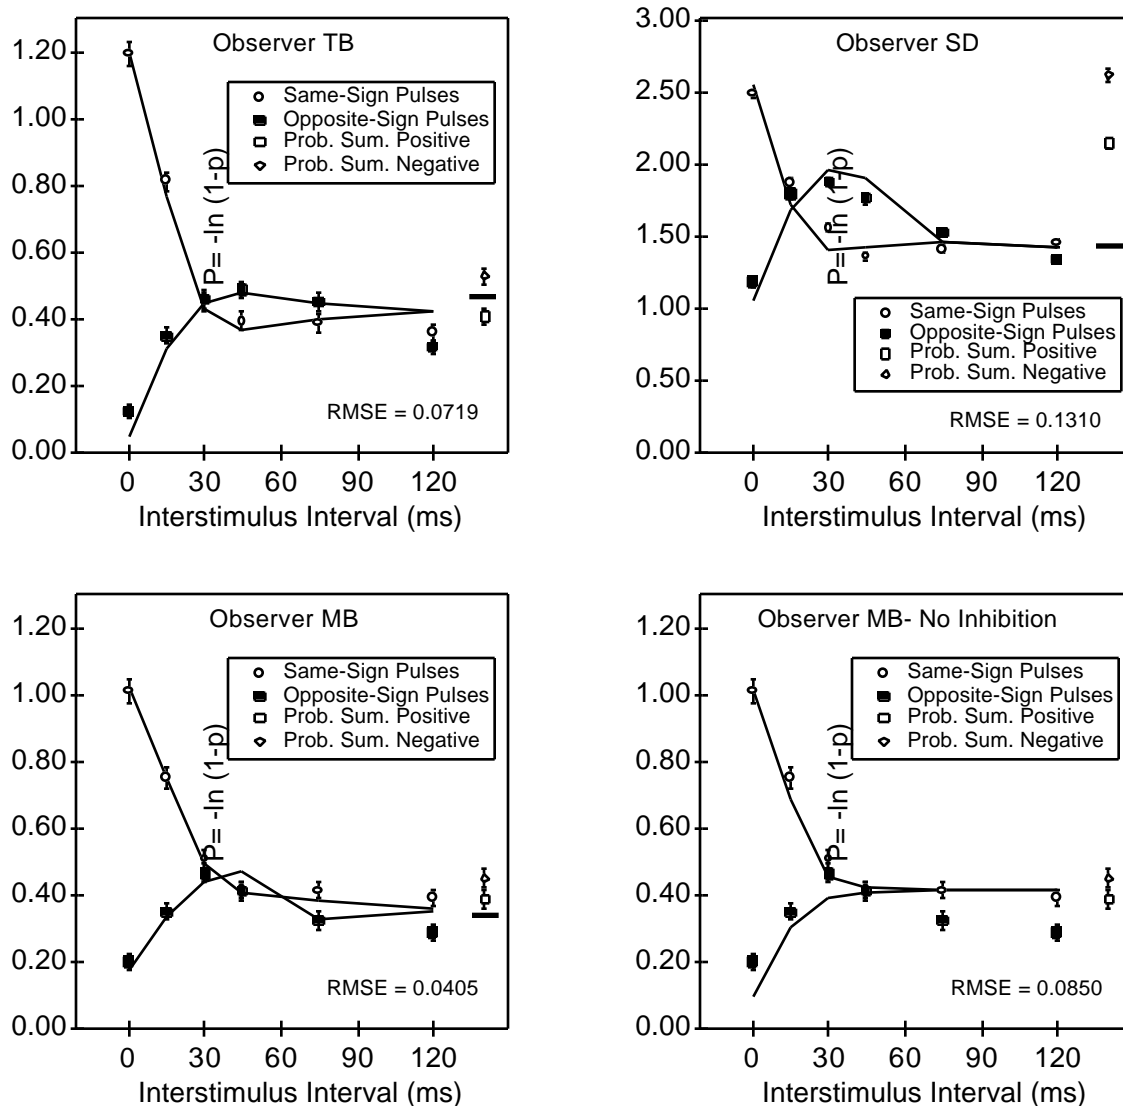 Observer TB
1.20
1.00
0.80
0.60
0.40
0.20
0.00
Same-Sign Pulses
Opposite-Sign Pulses
Prob. Sum. Positive
Prob. Sum. Negative
P= -ln (1-p)
RMSE = 0.0719
0 30 60 90 120
Interstimulus Interval (ms)
Observer SD
3.00
2.50
2.00
1.50
1.00
0.50
0.00
P= -ln (1-p)
Same-Sign Pulses
Opposite-Sign Pulses
Prob. Sum. Positive
Prob. Sum. Negative
RMSE = 0.1310
0 30 60 90 120
Interstimulus Interval (ms)
Observer MB
1.20
1.00
0.80
0.60
0.40
0.20
0.00
Same-Sign Pulses
Opposite-Sign Pulses
Prob. Sum. Positive
Prob. Sum. Negative
P= -ln (1-p)
RMSE = 0.0405
0 30 60 90 120
Interstimulus Interval (ms)
Observer MB- No Inhibition
1.20
1.00
0.80
0.60
0.40
0.20
0.00
Same-Sign Pulses
Opposite-Sign Pulses
Prob. Sum. Positive
Prob. Sum. Negative
P= -ln (1-p)
RMSE = 0.0850
0 30 60 90 120
Interstimulus Interval (ms)